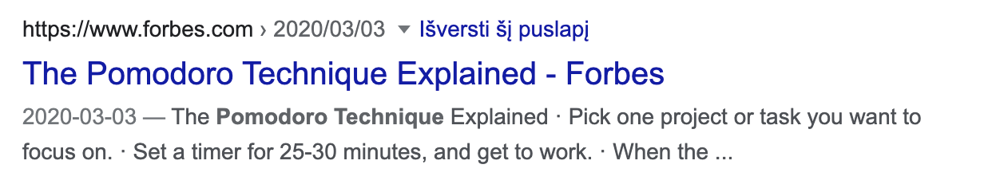 https://www.forbes.com › 2020/03/03 Išversti šį puslapį
The Pomodoro Technique Explained - Forbes
2020-03-03 — The Pomodoro Technique Explained · Pick one project or task you want to
focus on. · Set a timer for 25-30 minutes, and get to work. · When the ...